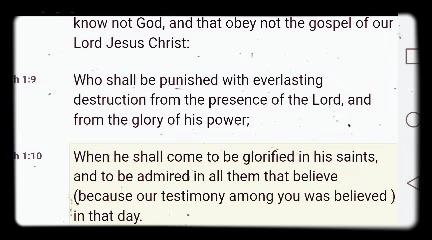 know not God, and that obey not the gospel of our
Lord Jesus Christ:
h 1:9
Who shall be punished with everlasting
destruction from the presence of the Lord, and
from the glory of his power;
h 1:10
When he shall come to be glorified in his saints,
and to be admired in all them that believe
(because our testimony among you was believed )
in that day.